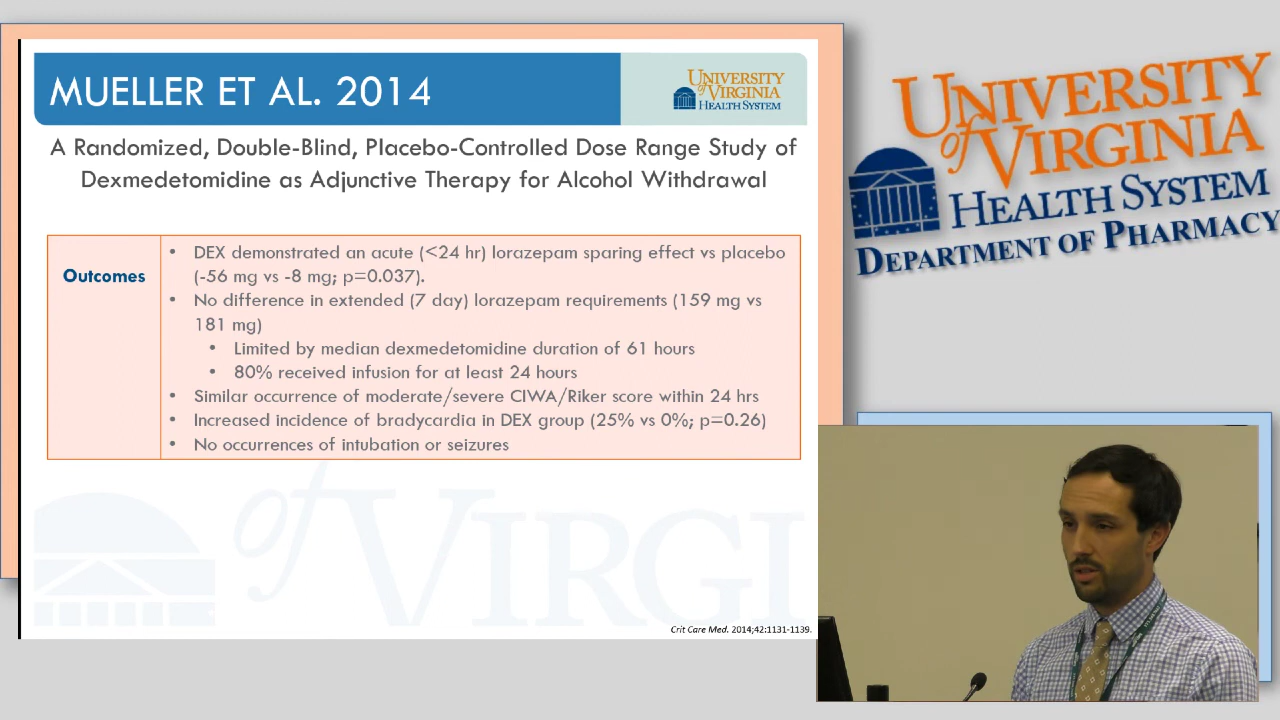 MUELLER ET AL. 2014
UNIVERSITY
of VIRGINIA
HEALTH SYSTEM
A Randomized, Double-Blind, Placebo-Controlled Dose Range Study of
Dexmedetomidine as Adjunctive Therapy for Alcohol Withdrawal
Outcomes
• DEX demonstrated an acute (<24 hr) lorazepam sparing effect vs placebo
(-56 mg vs -8 mg; p=0.037).
• No difference in extended (7 day) lorazepam requirements (159 mg vs
181 mg)
• Limited by median dexmedetomidine duration of 61 hours
• 80% received infusion for at least 24 hours
• Similar occurrence of moderate/severe CIWA/Riker score within 24 hrs
• Increased incidence of bradycardia in DEX group (25% vs 0%; p=0.26)
• No occurrences of intubation or seizures
of VIRGI
Crit Care Med. 2014;42:1131-1139.
UNIVERSITY
of VIRGINIA
HEALTH SYSTEM
DEPARTMENT OF PHARMACY